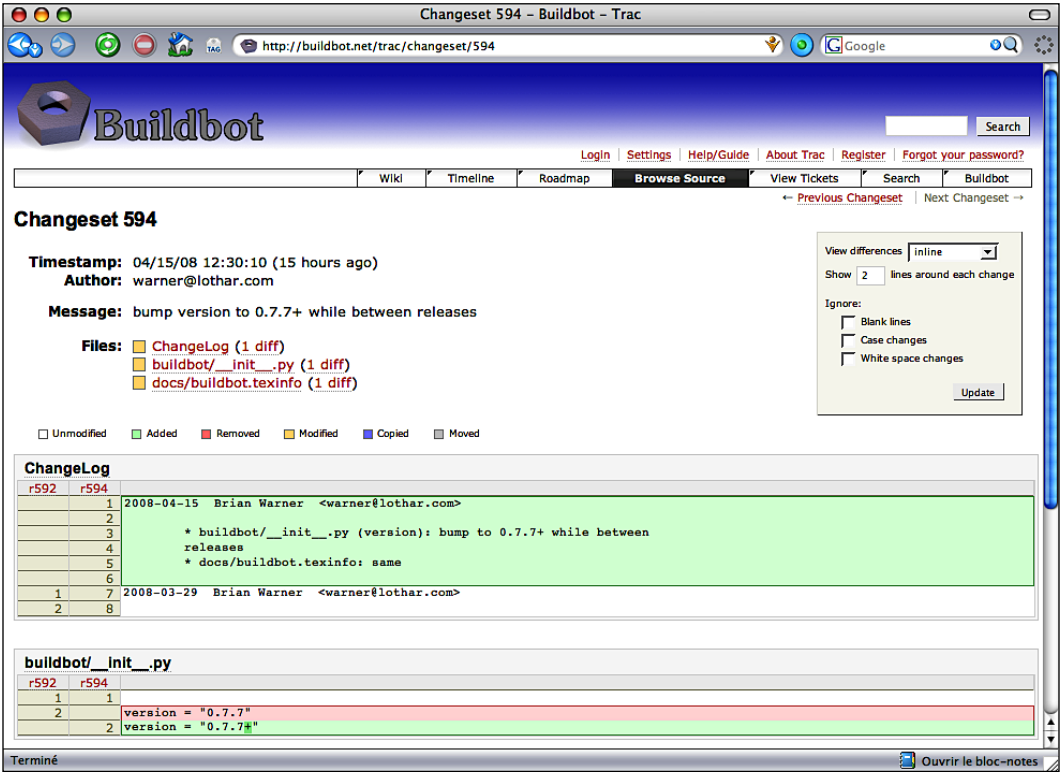 Changeset 594 – Buildbot – Trac
TAG
http://buildbot.net/trac/changeset/594
G Google
Buildbot
Search
Login Settings Help/Guide About Trac Register Forgot your password?
Wiki Timeline Roadmap Browse Source View Tickets Search Buildbot
← Previous Changeset Next Changeset →
Changeset 594
View differences inline
Show 2 lines around each change
Ignore:
Blank lines
Case changes
White space changes
Update
Timestamp: 04/15/08 12:30:10 (15 hours ago)
Author: warner@lothar.com
Message: bump version to 0.7.7+ while between releases
Files: ChangeLog (1 diff)
buildbot/__init__.py (1 diff)
docs/buildbot.texinfo (1 diff)
Unmodified Added Removed Modified Copied Moved
ChangeLog
r592 r594
1 2008-04-15 Brian Warner <warner@lothar.com>
2
3 * buildbot/__init__.py (version): bump to 0.7.7+ while between
4 releases
5 * docs/buildbot.texinfo: same
6
1 7 2008-03-29 Brian Warner <warner@lothar.com>
2 8
buildbot/__init__.py
r592 r594
1 1
2 version = "0.7.7"
2 version = "0.7.7+"
Terminé Ouvrir le bloc-notes